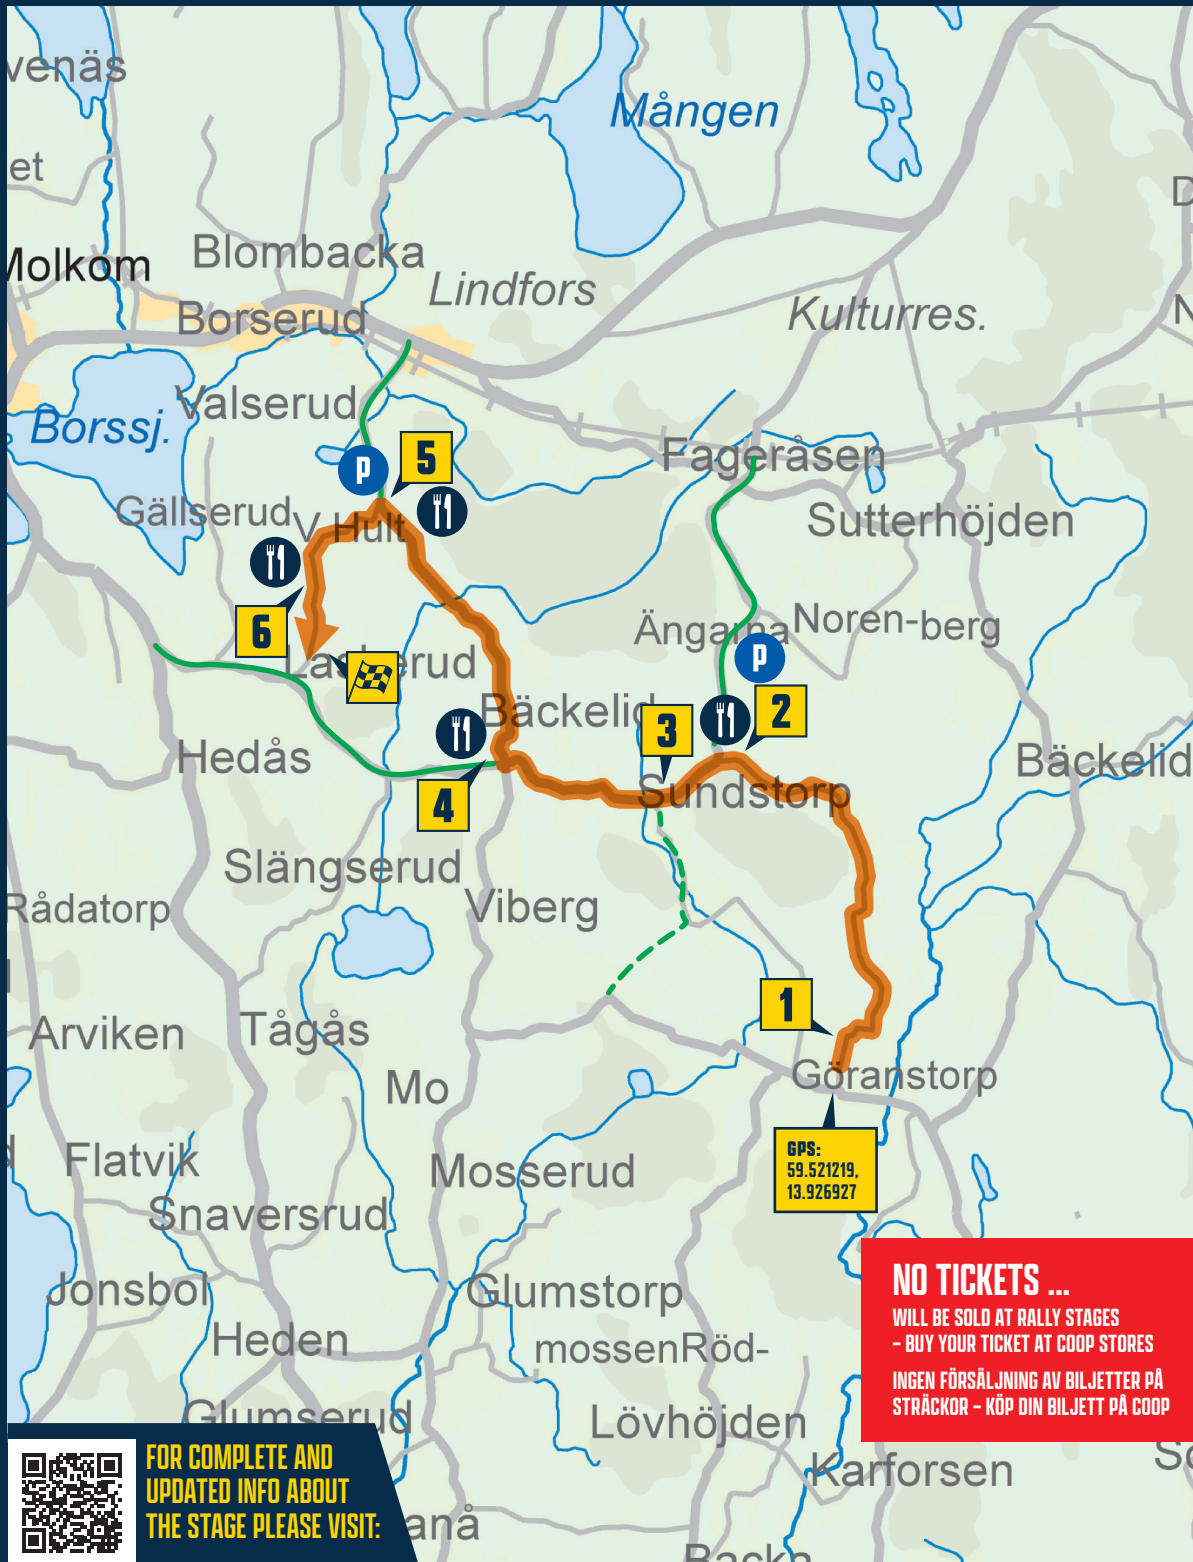 venäs
Mången
et
D
Molkom
Blombacka
Lindfors
Borserud
Kulturres.
N
Valserud
Borssj.
5
P
Fageråsen
Gällserud
V Hult
Sutterhöjden
6
Ängarna
Noren-
berg
P
Lasserud
Bäckelid
3
2
Hedås
Bäckelid
4
Sundstorp
Slängserud
Rådatorp
Viberg
1
Arviken
Tågås
Göranstorp
Mo
GPS:
59.521219,
13.926927
Flatvik
Mosserud
Snaversrud
Jonsbol
Glumstorp
Heden
mossenRöd-
NO TICKETS ...
WILL BE SOLD AT RALLY STAGES
– BUY YOUR TICKET AT COOP STORES
INGEN FÖRSÄLJNING AV BILJETTER PÅ
STRÄCKOR – KÖP DIN BILJETT PÅ COOP
Glumserud
Lövhöjden
Karforsen
FOR COMPLETE AND
UPDATED INFO ABOUT
THE STAGE PLEASE VISIT:
anå
Backa